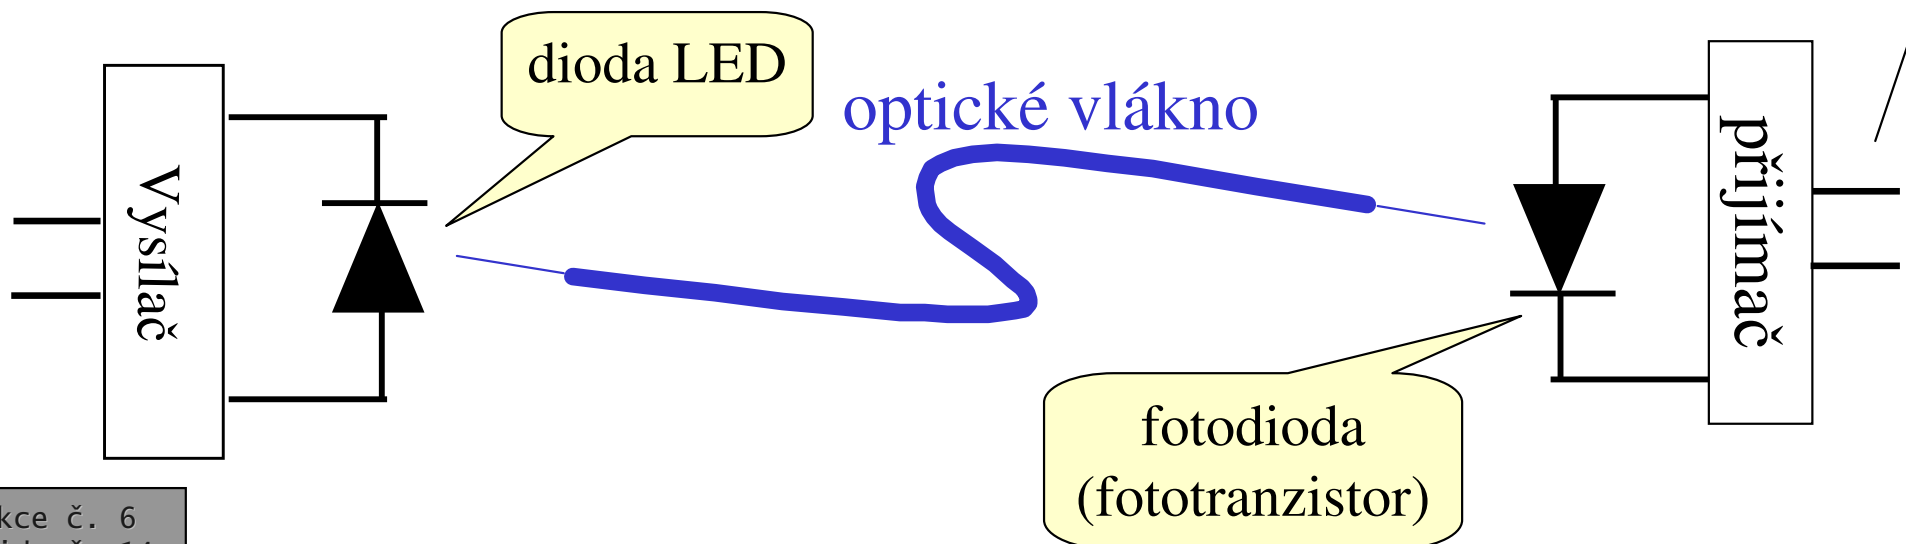 dioda LED
optické vlákno
Vysílač
přijímač
fotodioda
(fototranzistor)
kce č. 6